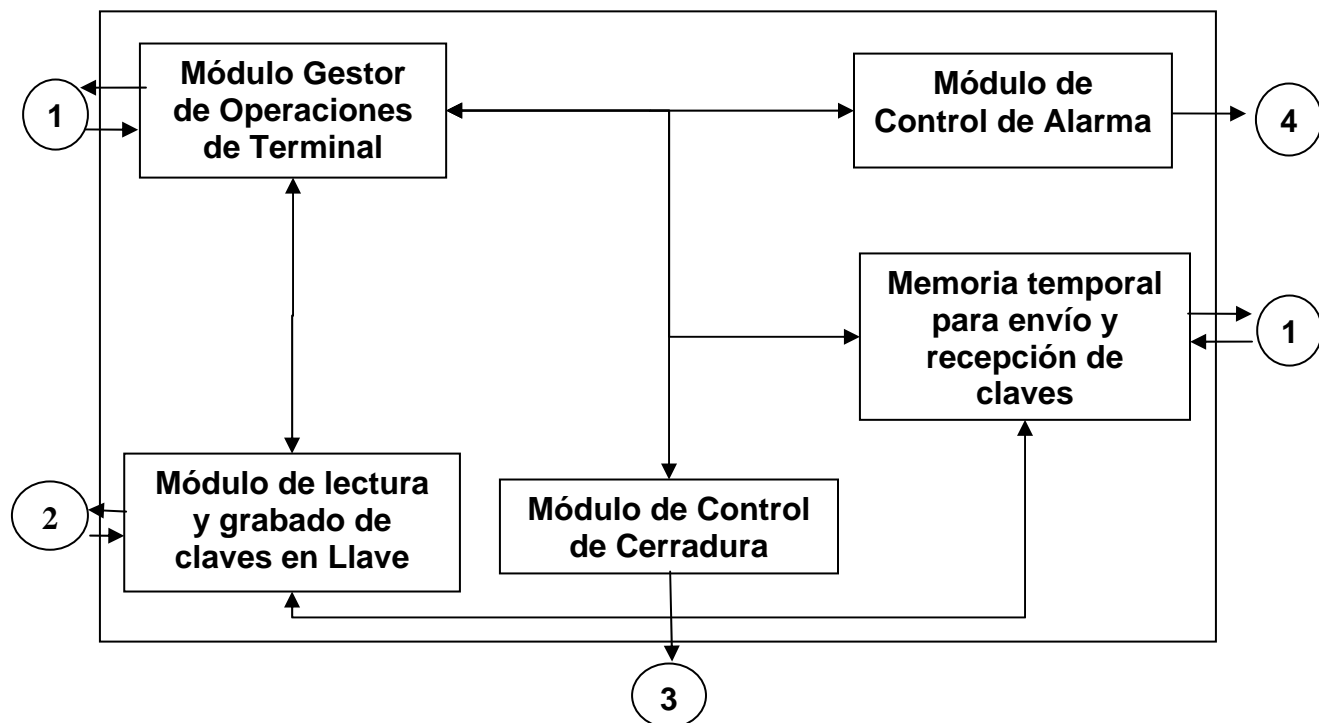 Módulo Gestor
de Operaciones
de Terminal
1
Módulo de
Control de Alarma
4
Memoria temporal
para envío y
recepción de
claves
1
Módulo de lectura
y grabado de
claves en Llave
2
Módulo de Control
de Cerradura
3